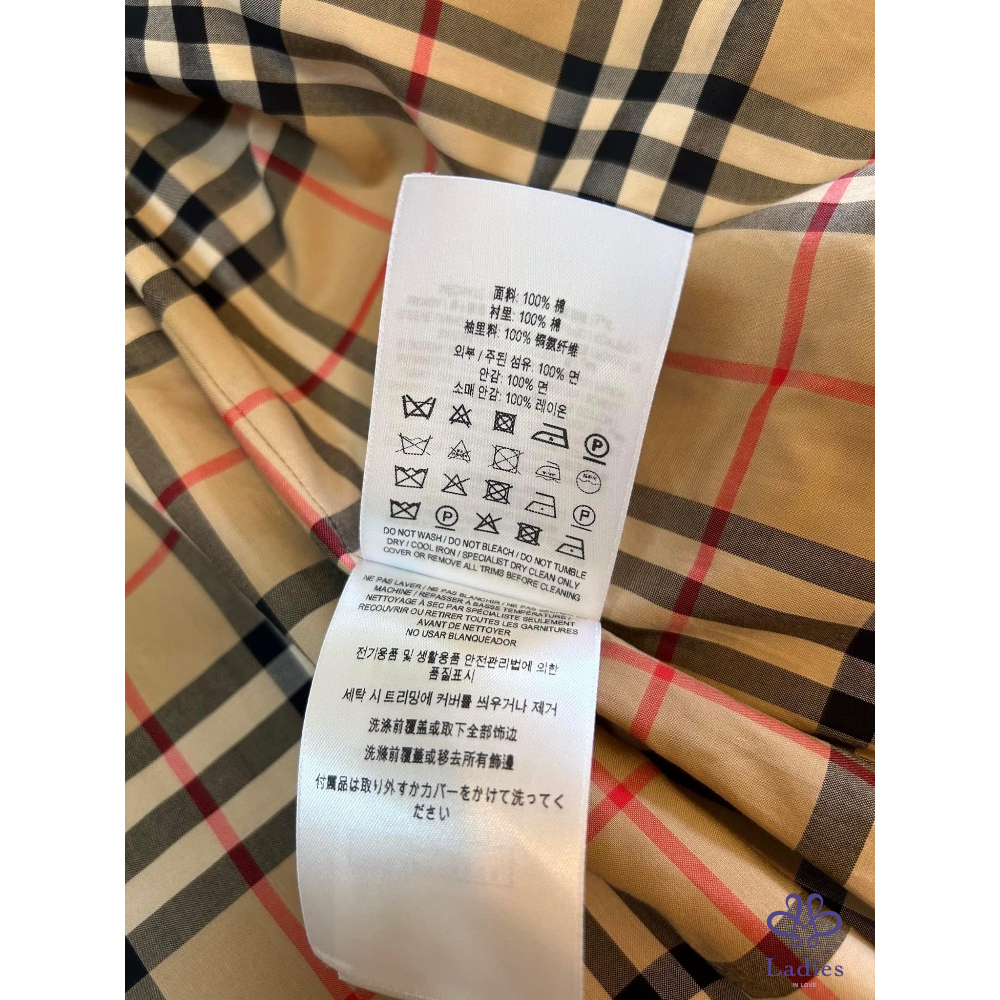 面料: 100% 棉
衬里: 100% 棉
袖里料: 100% 铜氨纤维
외부 / 주된 섬유: 100% 면
안감: 100% 면
소매 안감: 100% 레이온
P
P
P
DO NOT WASH / DO NOT BLEACH / DO NOT TUMBLE
DRY / COOL IRON / SPECIALIST DRY CLEAN ONLY
COVER OR REMOVE ALL TRIMS BEFORE CLEANING
NE PAS LAVER / NE PAS BLANCHIR / NE PAS
MACHINE / REPASSER À BASSE TEMPÉRATURE /
NETTOYAGE À SEC PAR SPÉCIALISTE SEULEMENT
RECOUVRIR OU RETIRER TOUTES LES GARNITURES
AVANT DE NETTOYER
NO USAR BLANQUEADOR
전기용품 및 생활용품 안전관리법에 의한
품질표시
세탁 시 트리밍에 커버를 씌우거나 제거
洗涤前覆盖或取下全部饰边
洗滌前覆蓋或移去所有飾邊
付属品は取り外すかカバーをかけて洗ってく
ださい
Ladies
IN LOVE